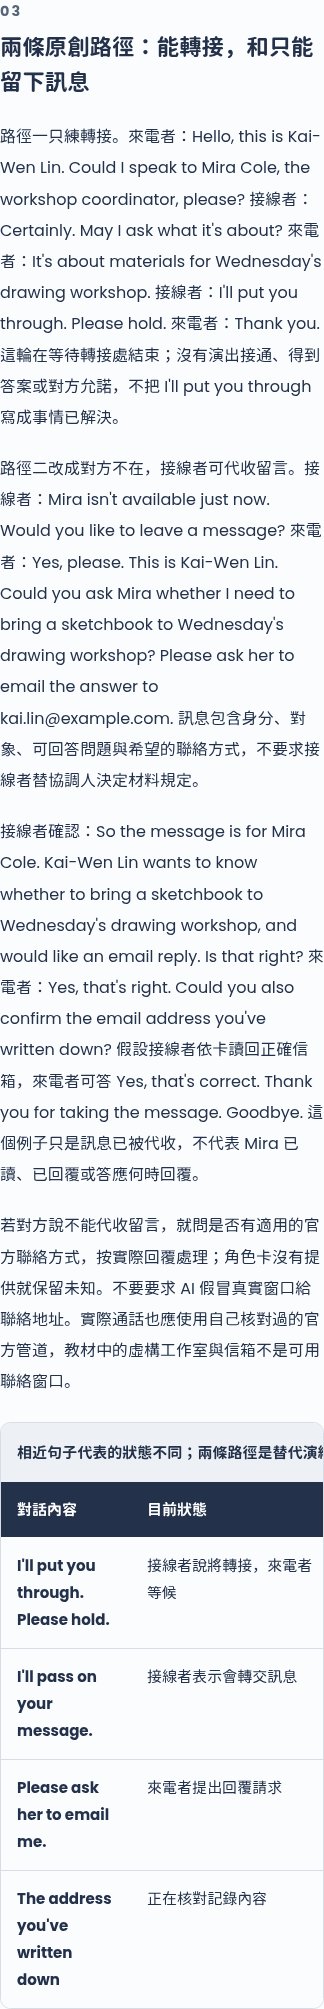 03
兩條原創路徑：能轉接，和只能
留下訊息
路徑一只練轉接。來電者：Hello, this is Kai-
Wen Lin. Could I speak to Mira Cole, the
workshop coordinator, please? 接線者：
Certainly. May I ask what it's about? 來電
者：It's about materials for Wednesday's
drawing workshop. 接線者：I'll put you
through. Please hold. 來電者：Thank you.
這輪在等待轉接處結束；沒有演出接通、得到
答案或對方允諾，不把 I'll put you through
寫成事情已解決。
路徑二改成對方不在，接線者可代收留言。接
線者：Mira isn't available just now.
Would you like to leave a message? 來電
者：Yes, please. This is Kai-Wen Lin.
Could you ask Mira whether I need to
bring a sketchbook to Wednesday's
drawing workshop? Please ask her to
email the answer to
kai.lin@example.com. 訊息包含身分、對
象、可回答問題與希望的聯絡方式，不要求接
線者替協調人決定材料規定。
接線者確認：So the message is for Mira
Cole. Kai-Wen Lin wants to know
whether to bring a sketchbook to
Wednesday's drawing workshop, and
would like an email reply. Is that right? 來
電者：Yes, that's right. Could you also
confirm the email address you've
written down? 假設接線者依卡讀回正確信
箱，來電者可答 Yes, that's correct. Thank
you for taking the message. Goodbye. 這
個例子只是訊息已被代收，不代表 Mira 已
讀、已回覆或答應何時回覆。
若對方說不能代收留言，就問是否有適用的官
方聯絡方式，按實際回覆處理；角色卡沒有提
供就保留未知。不要要求 AI 假冒真實窗口給
聯絡地址。實際通話也應使用自己核對過的官
方管道，教材中的虛構工作室與信箱不是可用
聯絡窗口。
相近句子代表的狀態不同；兩條路徑是替代演
對話內容 目前狀態
I'll put you 接線者說將轉接，來電者
through. 等候
Please hold.
I'll pass on 接線者表示會轉交訊息
your
message.
Please ask 來電者提出回覆請求
her to email
me.
The address 正在核對記錄內容
you've
written
down